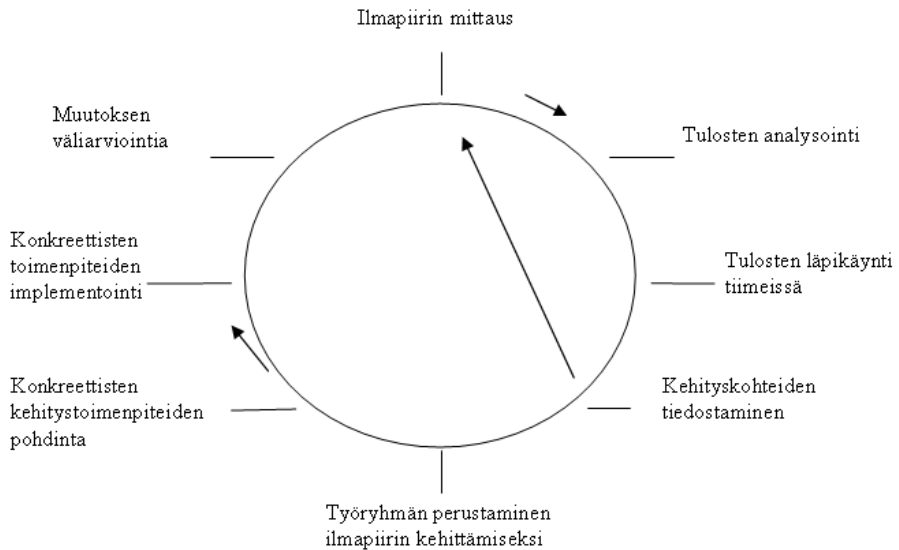 Ilmapiirin mittaus
Muutoksen
väliarviointia
Tulosten analysointi
Konkreettisten
toimenpiteiden
implementointi
Tulosten läpikäynti
tiimeissä
Konkreettisten
kehitystoimenpiteiden
pohdinta
Kehityskohteiden
tiedostaminen
Työryhmän perustaminen
ilmapiirin kehittämiseksi